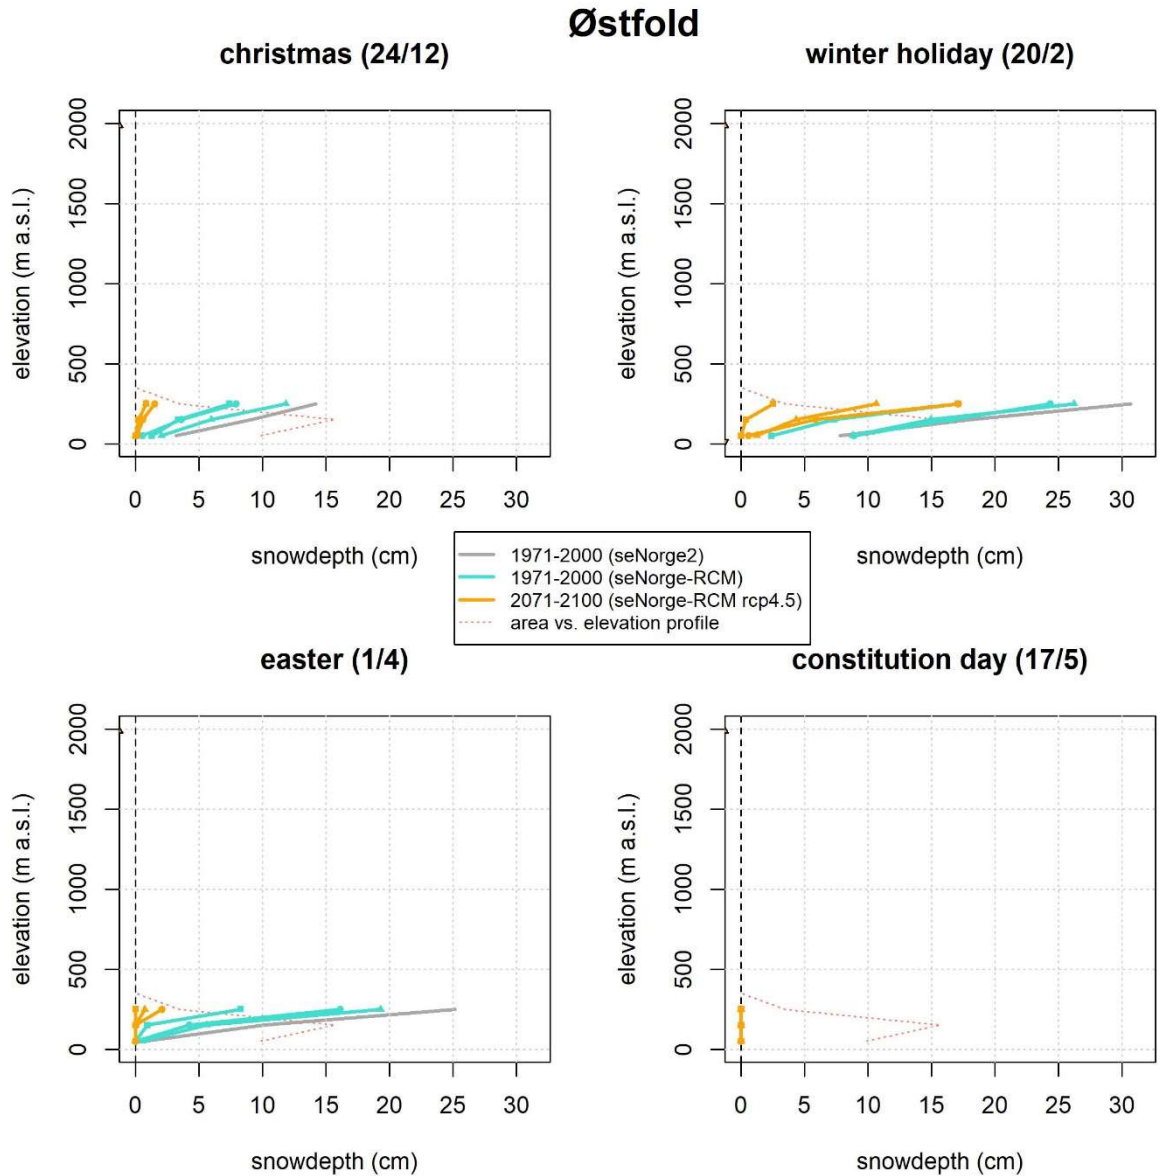 Østfold
christmas (24/12)
winter holiday (20/2)
elevation (m a.s.l.)
2000
1500
1000
500
0
0 5 10 15 20 25 30
snowdepth (cm)
elevation (m a.s.l.)
2000
1500
1000
500
0
0 5 10 15 20 25 30
snowdepth (cm)
1971-2000 (seNorge2)
1971-2000 (seNorge-RCM)
2071-2100 (seNorge-RCM rcp4.5)
area vs. elevation profile
easter (1/4)
constitution day (17/5)
elevation (m a.s.l.)
2000
1500
1000
500
0
0 5 10 15 20 25 30
snowdepth (cm)
elevation (m a.s.l.)
2000
1500
1000
500
0
0 5 10 15 20 25 30
snowdepth (cm)